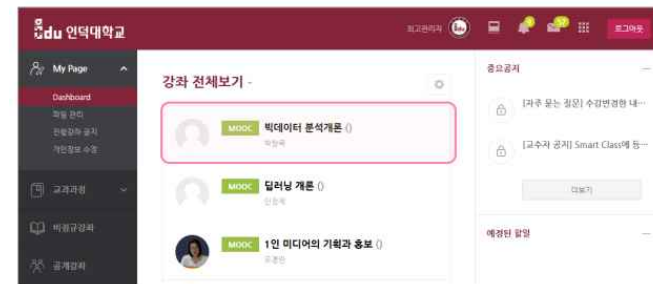 Edu 인덕대학교
최고관리자
로그아웃
My Page
Dashboard
파일 관리
전달강좌 공지
개인정보 수정
교과과정
비정규강좌
공개강좌
강좌 전체보기 -
MOOC 빅데이터 분석개론 ()
MOOC 딥러닝 개론 ()
MOOC 1인 미디어의 기획과 홍보 ()
중요공지
[자주 묻는 질문] 수강변경한 내…
[교수자 공지] Smart Class에 등…
더보기
예정된 할일